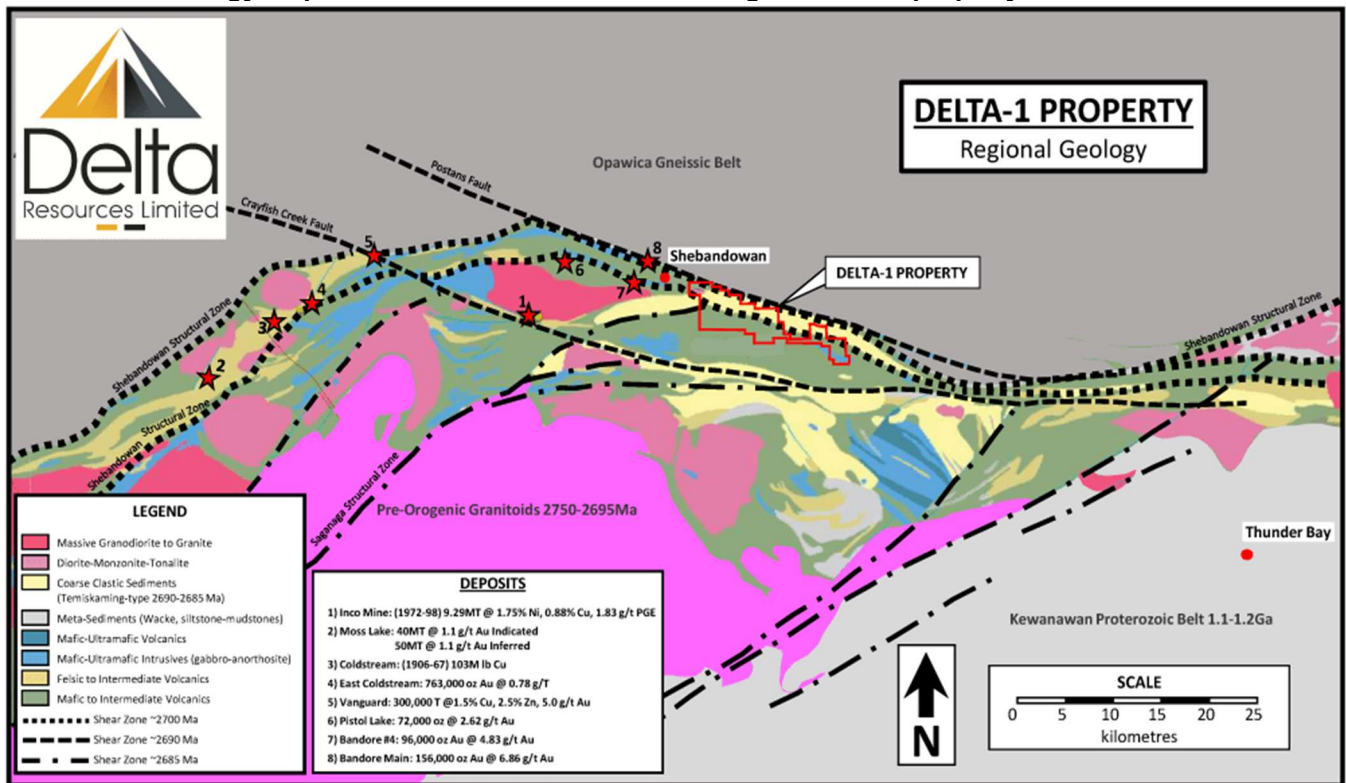 Delta
Resources Limited
DELTA-1 PROPERTY
Regional Geology
Opawica Gneissic Belt
Postans Fault
Crayfish Creek Fault
5
8
Shebandowan
6
7
DELTA-1 PROPERTY
4
3
1
2
Shebandowan Structural Zone
Shebandowan Structural Zone
Shebandowan Structural Zone
Saganaga Structural Zone
Pre-Orogenic Granitoids 2750-2695Ma
Thunder Bay
Kewanawan Proterozoic Belt 1.1-1.2Ga
LEGEND
Massive Granodiorite to Granite
Diorite-Monzonite-Tonalite
Coarse Clastic Sediments
(Temiskaming-type 2690-2685 Ma)
Meta-Sediments (Wacke, siltstone-mudstones)
Mafic-Ultramafic Volcanics
Mafic-Ultramafic Intrusives (gabbro-anorthosite)
Felsic to Intermediate Volcanics
Mafic to Intermediate Volcanics
Shear Zone ~2700 Ma
Shear Zone ~2690 Ma
Shear Zone ~2685 Ma
DEPOSITS
1) Inco Mine: (1972-98) 9.29MT @ 1.75% Ni, 0.88% Cu, 1.83 g/t PGE
2) Moss Lake: 40MT @ 1.1 g/t Au Indicated
50MT @ 1.1 g/t Au Inferred
3) Coldstream: (1906-67) 103M lb Cu
4) East Coldstream: 763,000 oz Au @ 0.78 g/T
5) Vanguard: 300,000 T @1.5% Cu, 2.5% Zn, 5.0 g/t Au
6) Pistol Lake: 72,000 oz @ 2.62 g/t Au
7) Bandore #4: 96,000 oz Au @ 4.83 g/t Au
8) Bandore Main: 156,000 oz Au @ 6.86 g/t Au
N
SCALE
0 5 10 15 20 25
kilometres